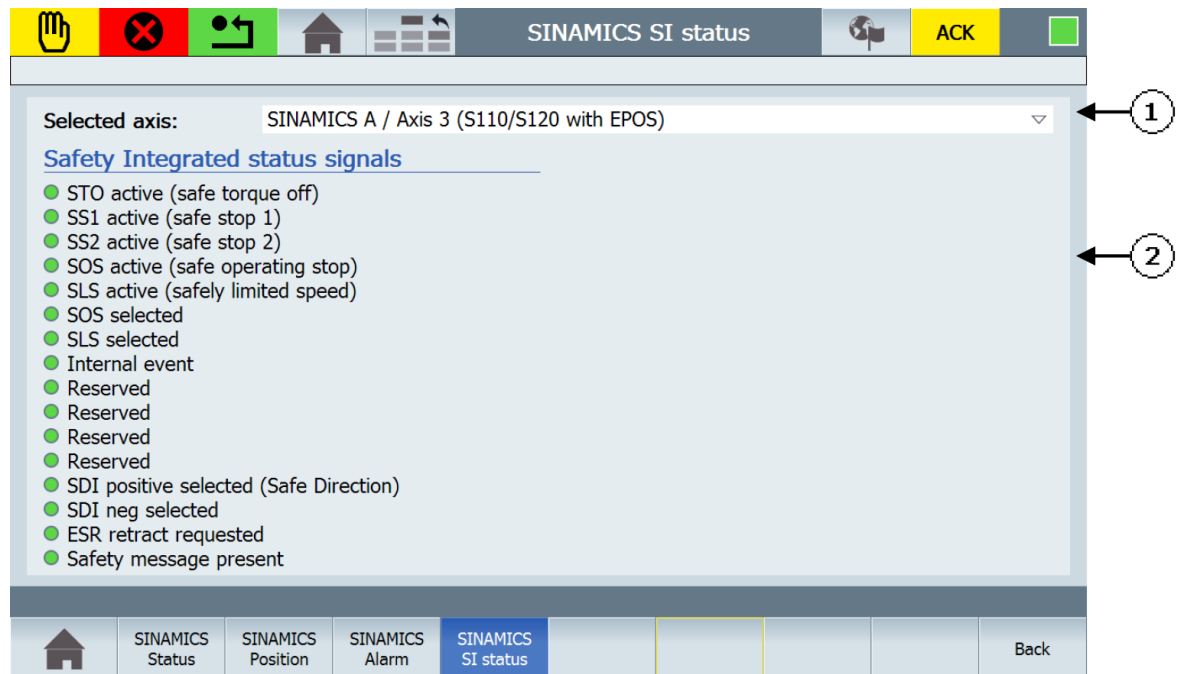 SINAMICS SI status
ACK
Selected axis:
SINAMICS A / Axis 3 (S110/S120 with EPOS)
1
Safety Integrated status signals
STO active (safe torque off)
SS1 active (safe stop 1)
SS2 active (safe stop 2)
2
SOS active (safe operating stop)
SLS active (safely limited speed)
SOS selected
SLS selected
Internal event
Reserved
Reserved
Reserved
Reserved
SDI positive selected (Safe Direction)
SDI neg selected
ESR retract requested
Safety message present
SINAMICS
Status
SINAMICS
Position
SINAMICS
Alarm
SINAMICS
SI status
Back